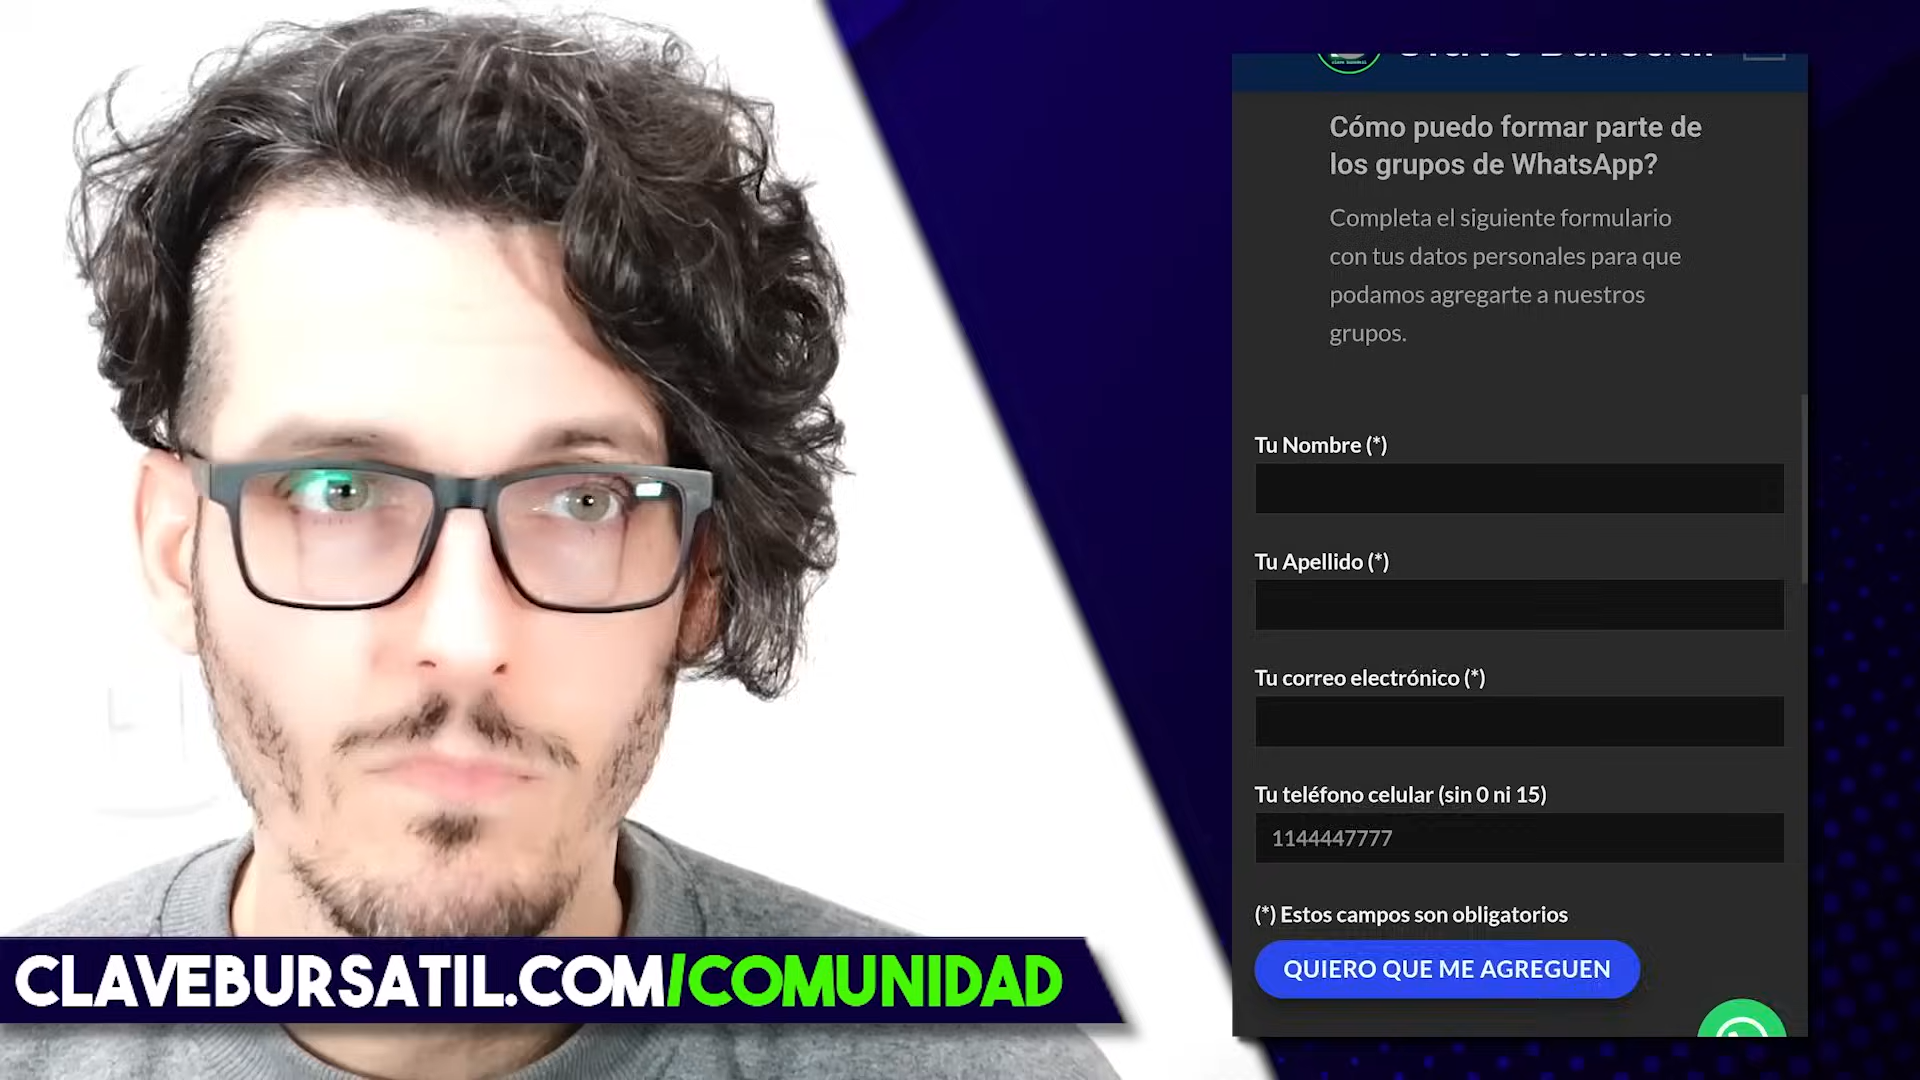 Cómo puedo formar parte de
los grupos de WhatsApp?
Completa el siguiente formulario
con tus datos personales para que
podamos agregarte a nuestros
grupos.
Tu Nombre (*)
Tu Apellido (*)
Tu correo electrónico (*)
Tu teléfono celular (sin 0 ni 15)
1144447777
(*) Estos campos son obligatorios
QUIERO QUE ME AGREGUEN
CLAVEBURSATIL.COM/COMUNIDAD